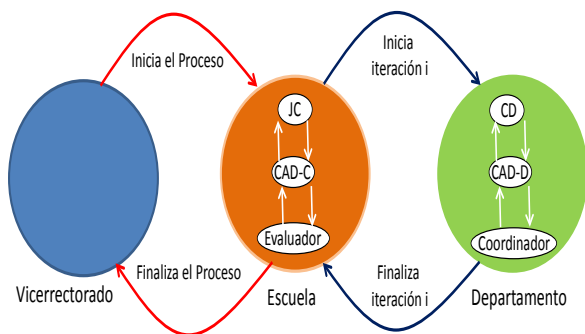 Inicia el Proceso
Inicia
iteración i
JC
CD
CAD-C
CAD-D
Evaluador
Coordinador
Finaliza el Proceso
Finaliza
iteración i
Vicerrectorado
Escuela
Departamento